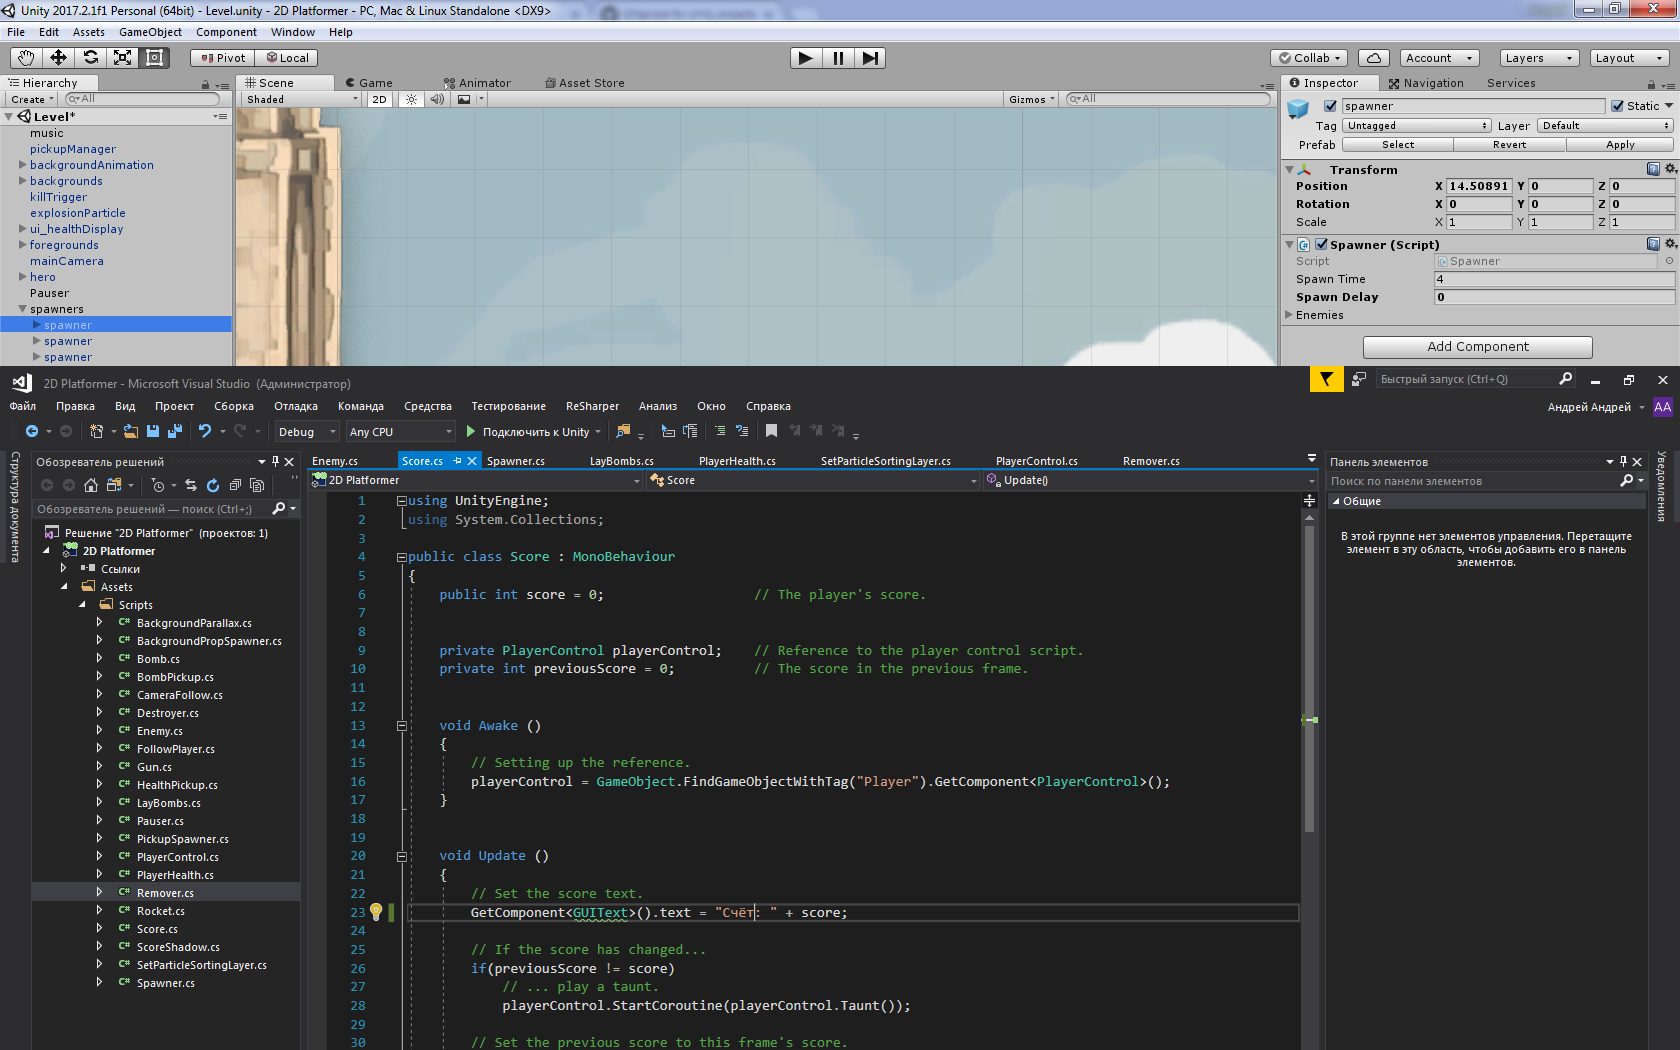 Unity 2017.2.1f1 Personal (64bit) - Level.unity - 2D Platformer - PC, Mac & Linux Standalone <DX9>
File Edit Assets GameObject Component Window Help
Pivot Local Collab Account Layers Layout
Hierarchy Scene Game Animator Asset Store Inspector Navigation Services
Create All Shaded 2D Gizmos All
spawner Static
Level*
music
pickupManager
backgroundAnimation
backgrounds
killTrigger
explosionParticle
ui_healthDisplay
foregrounds
mainCamera
hero
Pauser
spawners
spawner
spawner
spawner
Tag Untagged Layer Default
Prefab Select Revert Apply
Transform
Position X 14.50891 Y 0 Z 0
Rotation X 0 Y 0 Z 0
Scale X 1 Y 1 Z 1
Spawner (Script)
Script Spawner
Spawn Time 4
Spawn Delay 0
Enemies
Add Component
2D Platformer - Microsoft Visual Studio (Администратор) Быстрый запуск (Ctrl+Q)
Файл Правка Вид Проект Сборка Отладка Команда Средства Тестирование ReSharper Анализ Окно Справка Андрей Андрей AA
Debug Any CPU Подключить к Unity
Структура документа
Обозреватель решений
Обозреватель решений — поиск (Ctrl+;)
Решение "2D Platformer" (проектов: 1)
2D Platformer
Ссылки
Assets
Scripts
C# BackgroundParallax.cs
C# BackgroundPropSpawner.cs
C# Bomb.cs
C# BombPickup.cs
C# CameraFollow.cs
C# Destroyer.cs
C# Enemy.cs
C# FollowPlayer.cs
C# Gun.cs
C# HealthPickup.cs
C# LayBombs.cs
C# Pauser.cs
C# PickupSpawner.cs
C# PlayerControl.cs
C# PlayerHealth.cs
C# Remover.cs
C# Rocket.cs
C# Score.cs
C# ScoreShadow.cs
C# SetParticleSortingLayer.cs
C# Spawner.cs
Enemy.cs Score.cs Spawner.cs LayBombs.cs PlayerHealth.cs SetParticleSortingLayer.cs PlayerControl.cs Remover.cs
2D Platformer Score Update()
1 using UnityEngine;
2 using System.Collections;
3
4 public class Score : MonoBehaviour
5 {
6 public int score = 0; // The player's score.
7
8
9 private PlayerControl playerControl; // Reference to the player control script.
10 private int previousScore = 0; // The score in the previous frame.
11
12
13 void Awake ()
14 {
15 // Setting up the reference.
16 playerControl = GameObject.FindGameObjectWithTag("Player").GetComponent<PlayerControl>();
17 }
18
19
20 void Update ()
21 {
22 // Set the score text.
23 GetComponent<GUIText>().text = "Счёт: " + score;
24
25 // If the score has changed...
26 if(previousScore != score)
27 // ... play a taunt.
28 playerControl.StartCoroutine(playerControl.Taunt());
29
30 // Set the previous score to this frame's score.
Панель элементов
Поиск по панели элементов
Общие
В этой группе нет элементов управления. Перетащите
элемент в эту область, чтобы добавить его в панель
элементов.
Уведомления